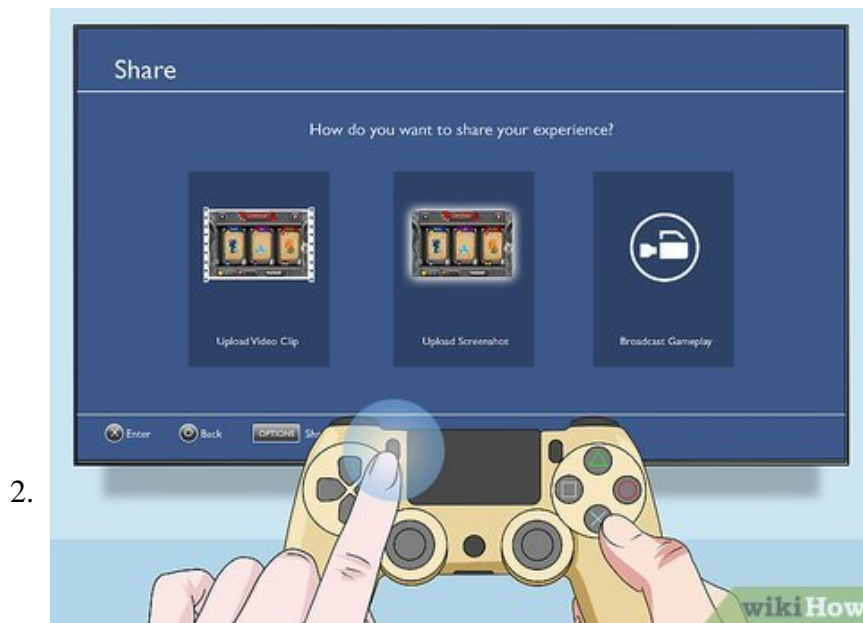 Share
How do you want to share your experience?
Upload Video Clip
Upload Screenshot
Broadcast Gameplay
Enter
Back
OPTIONS
2.
wikiHow